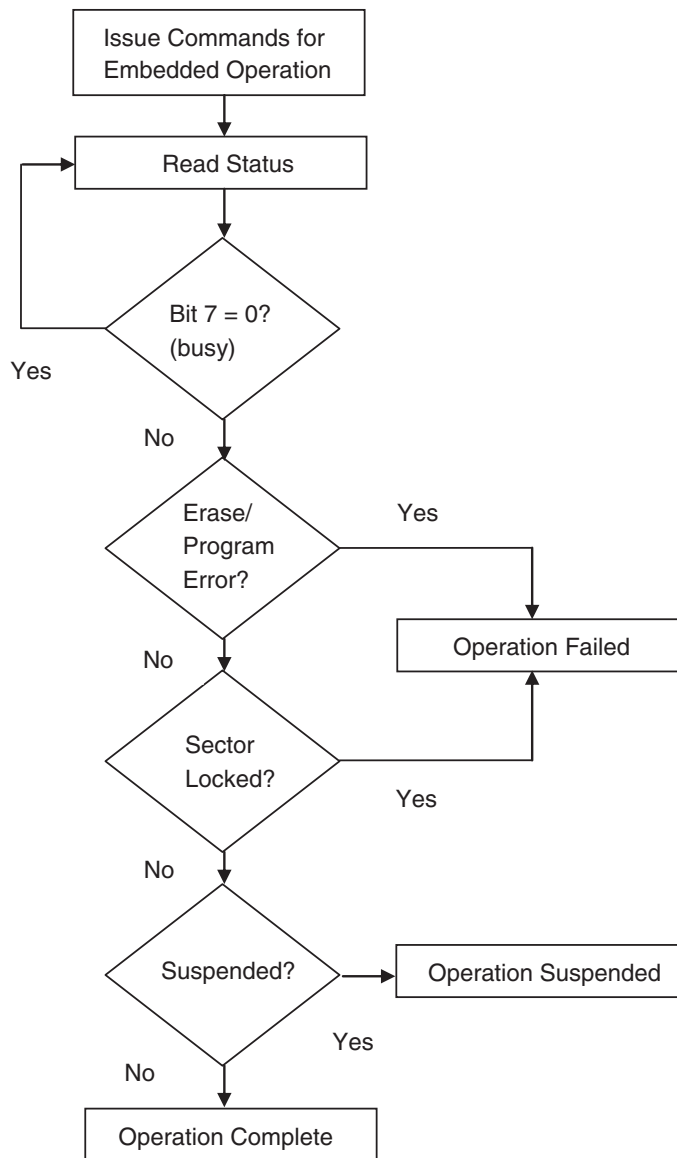 Issue Commands for
Embedded Operation
Read Status
Bit 7 = 0?
(busy)
Yes
No
Erase/
Program
Error?
Yes
Operation Failed
No
Sector
Locked?
Yes
No
Suspended?
Operation Suspended
Yes
No
Operation Complete